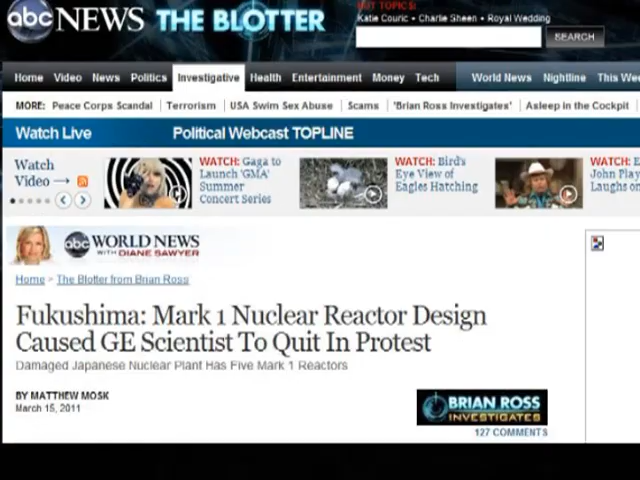 HOT TOPICS:
abc NEWS THE BLOTTER
Katie Couric • Charlie Sheen • Royal Wedding
SEARCH
Home Video News Politics Investigative Health Entertainment Money Tech World News Nightline This Wee
MORE: Peace Corps Scandal Terrorism USA Swim Sex Abuse Scams 'Brian Ross Investigates' Asleep in the Cockpit
Watch Live Political Webcast TOPLINE
Watch
Video →
WATCH: Gaga to
Launch 'GMA'
Summer
Concert Series
WATCH: Bird's
Eye View of
Eagles Hatching
WATCH: E
John Play
Laughs on
abc WORLD NEWS
WITH DIANE SAWYER
Home > The Blotter from Brian Ross
Fukushima: Mark 1 Nuclear Reactor Design
Caused GE Scientist To Quit In Protest
Damaged Japanese Nuclear Plant Has Five Mark 1 Reactors
BY MATTHEW MOSK
March 15, 2011
BRIAN ROSS
INVESTIGATES
127 COMMENTS